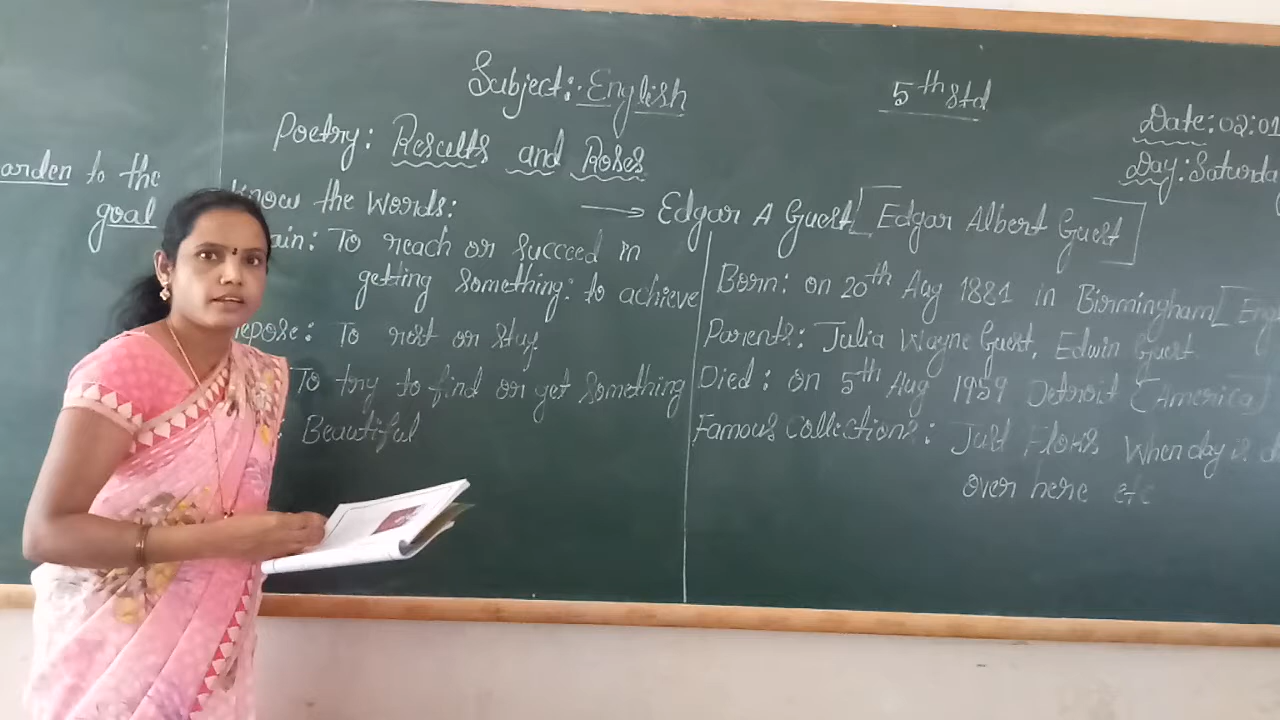 Subject: English
5th Std
Date: 02:01
Day: Saturda
Poetry: Results and Roses
arden to the
goal
Know the Words:
ain: To reach or succeed in
getting something: to achieve
epose: To rest or stay
To try to find or get something
: Beautiful
→ Edgar A Guest [Edgar Albert Guest]
Born: on 20th Aug 1881 in Birmingham [Eng
Parents: Julia Wayne Guest, Edwin Guest
Died: on 5th Aug 1959 Detroit (America)
Famous Collections: Just Floks When day is d
over here etc